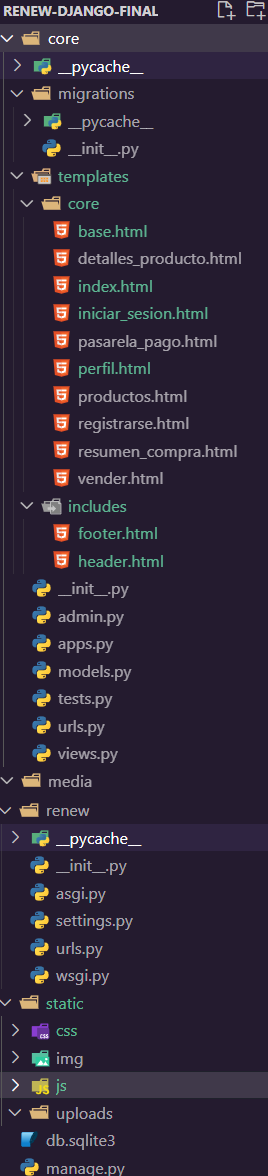 RENEW-DJANGO-FINAL
core
__pycache__
migrations
__pycache__
__init__.py
templates
core
base.html
detalles_producto.html
index.html
iniciar_sesion.html
pasarela_pago.html
perfil.html
productos.html
registrarse.html
resumen_compra.html
vender.html
includes
footer.html
header.html
__init__.py
admin.py
apps.py
models.py
tests.py
urls.py
views.py
media
renew
__pycache__
__init__.py
asgi.py
settings.py
urls.py
wsgi.py
static
css
img
js
uploads
db.sqlite3
manage.py